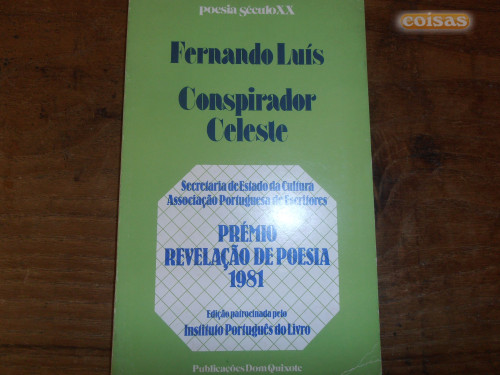 coisas
poesia século XX
Fernando Luís
Conspirador
Celeste
Secretaria de Estado da Cultura
Associação Portuguesa de Escritores
PRÉMIO
REVELAÇÃO DE POESIA
1981
Edição patrocinada pelo
Instituto Português do Livro
Publicações Dom Quixote